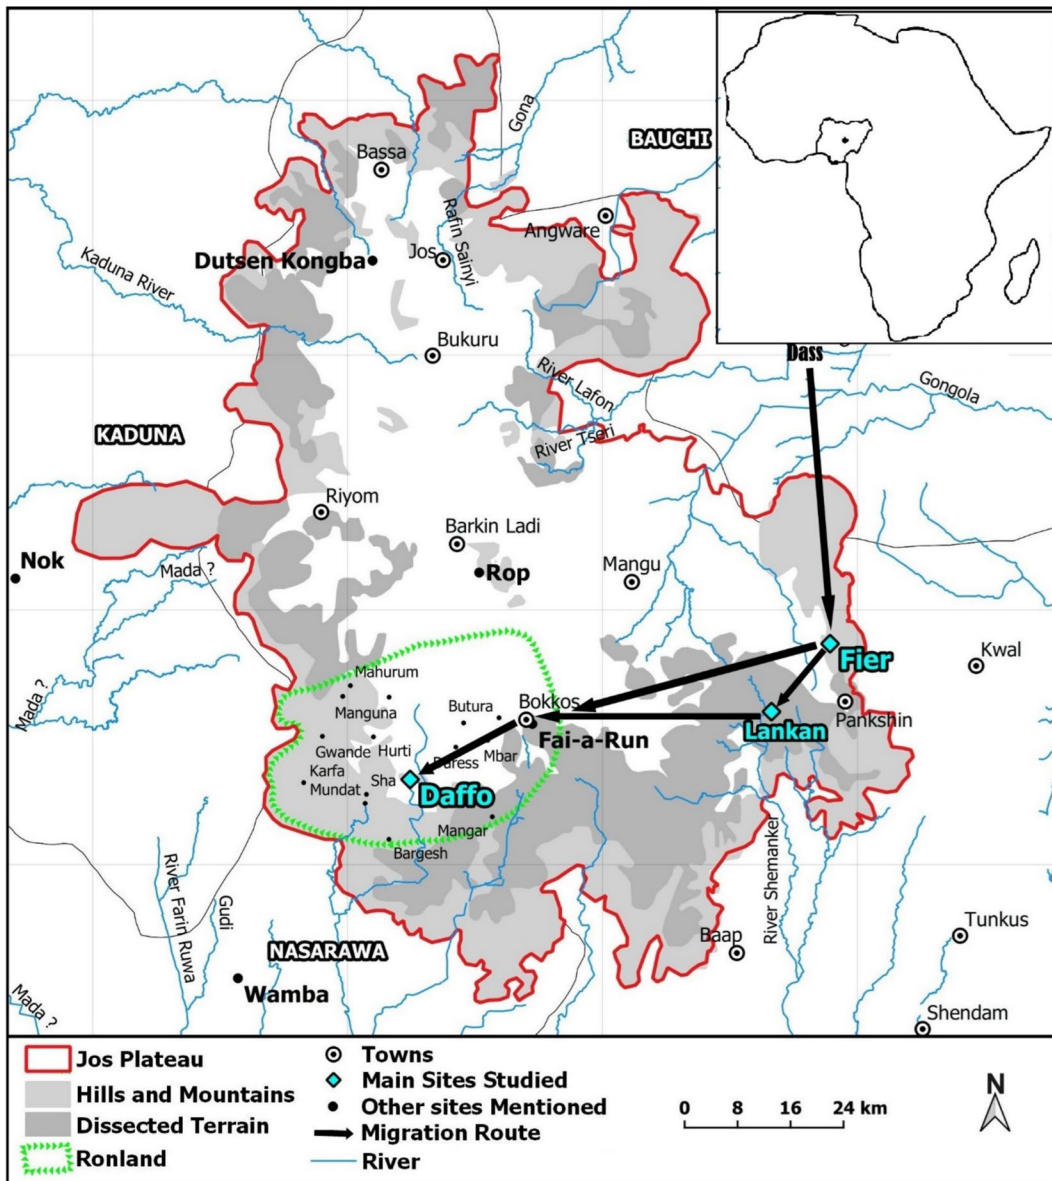 Gona
BAUCHI
Bassa
Rafin Sainyi
Angware
Dutsen Kongba
Jos
Kaduna River
Bukuru
Dass
River Lafon
Gongola
KADUNA
River Tseri
Riyom
Barkin Ladi
Nok
Mada ?
Rop
Mangu
Fier
Kwal
Mahurum
Mada ?
Manguna
Butura
Bokkos
Pankshin
Lankan
Fai-a-Run
Gwande
Hurti
Mbar
Daress
Karfa
Sha
Mundat
Daffo
Mangar
Bargesh
River Shemanker
River Farin Ruwa
Gudi
Baap
Tunkus
NASARAWA
Wamba
Mada ?
Shendam
Jos Plateau
Hills and Mountains
Dissected Terrain
Ronland
Towns
Main Sites Studied
Other sites Mentioned
Migration Route
River
0 8 16 24 km
N